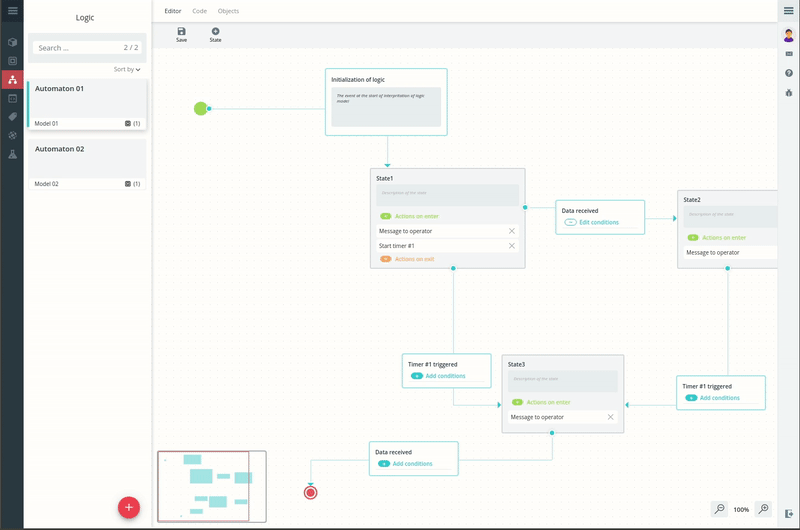 Logic
Search ... 2 / 2
Sort by
Automaton 01
Model 01 (1)
Automaton 02
Model 02 (1)
Editor Code Objects
Save State
Initialization of logic
The event at the start of interpretation of logic
model
State1
Description of the state
Actions on enter
Message to operator
Start timer #1
Actions on exit
Data received
Edit conditions
State2
Description of the state
Actions on enter
Message to operator
Timer #1 triggered
Add conditions
State3
Description of the state
Actions on enter
Message to operator
Timer #1 triggered
Add conditions
Data received
Add conditions
100%